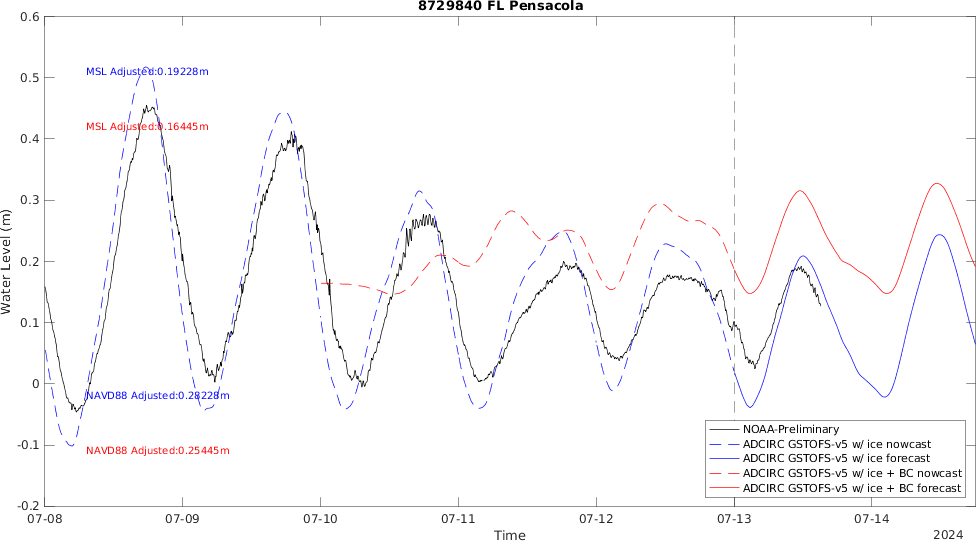 8729840 FL Pensacola
0.6
0.5
0.4
0.3
0.2
0.1
0
-0.1
-0.2
Water Level (m)
MSL Adjusted:0.19228m
MSL Adjusted:0.16445m
NAVD88 Adjusted:0.28228m
NAVD88 Adjusted:0.25445m
NOAA-Preliminary
ADCIRC GSTOFS-v5 w/ ice nowcast
ADCIRC GSTOFS-v5 w/ ice forecast
ADCIRC GSTOFS-v5 w/ ice + BC nowcast
ADCIRC GSTOFS-v5 w/ ice + BC forecast
07-08 07-09 07-10 07-11 07-12 07-13 07-14
Time
2024